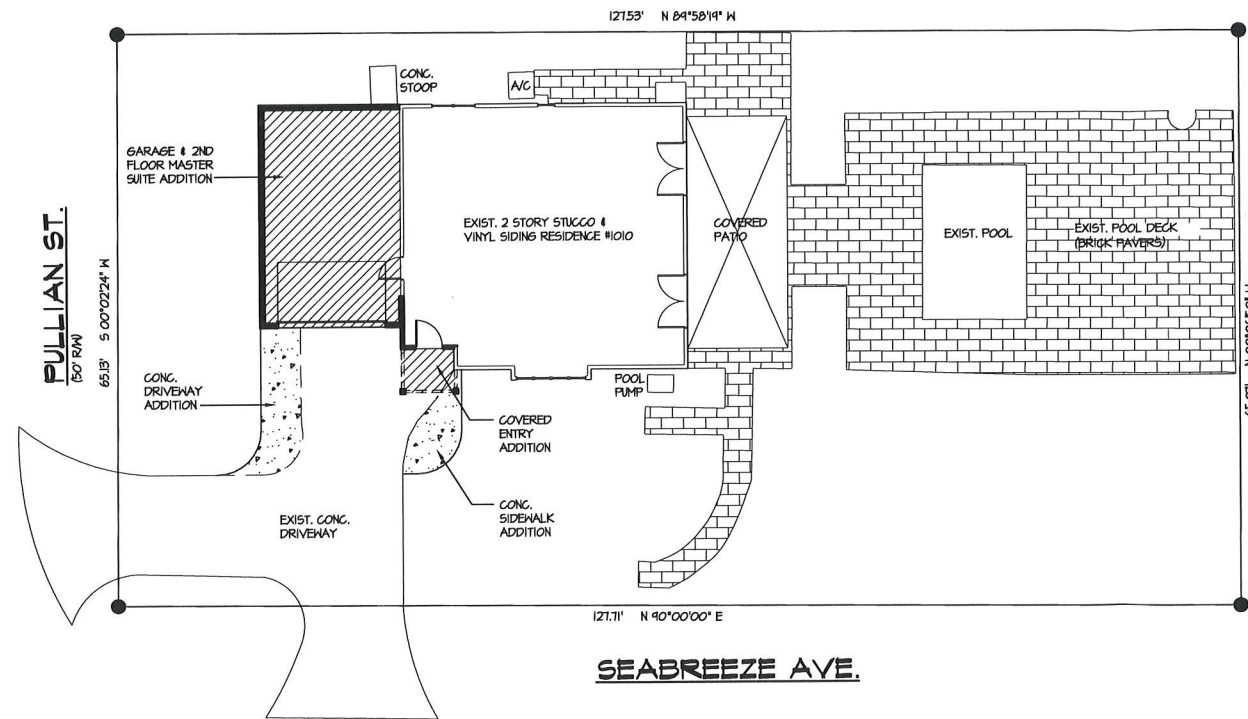 127.53' N 89°58'19" W
CONC.
STOOP
A/C
GARAGE & 2ND
FLOOR MASTER
SUITE ADDITION
EXIST. 2 STORY STUCCO &
VINYL SIDING RESIDENCE #1010
COVERED
PATIO
EXIST. POOL
EXIST. POOL DECK
(BRICK PAVERS)
PULLIAN ST.
(50' R/W)
65.13' S 00°02'24" W
CONC.
DRIVEWAY
ADDITION
POOL
PUMP
COVERED
ENTRY
ADDITION
CONC.
SIDEWALK
ADDITION
EXIST. CONC.
DRIVEWAY
127.71' N 90°00'00" E
SEABREEZE AVE.